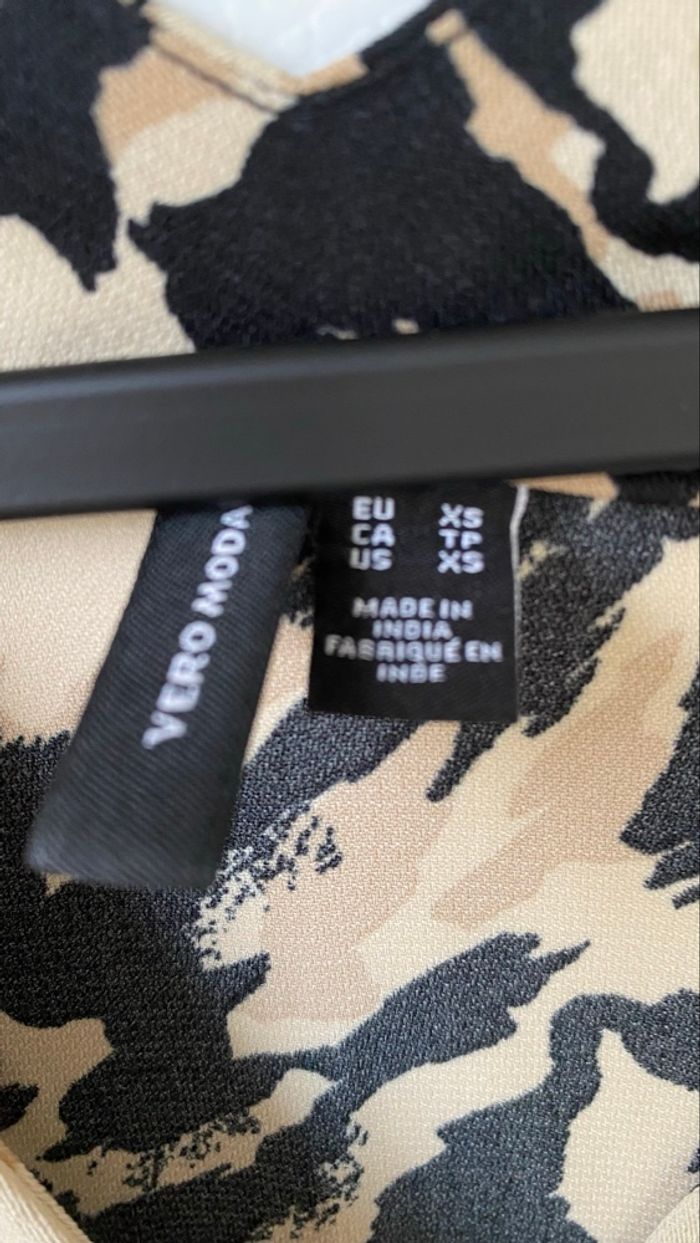 VERO MODA
EU XS
CA TP
US XS
MADE IN
INDIA
FABRIQUÉ EN
INDE